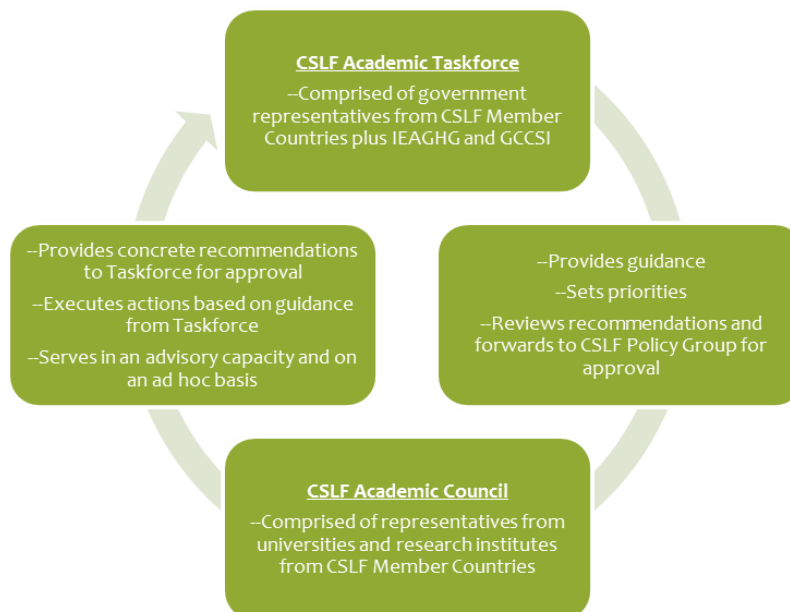 CSLF Academic Taskforce
--Comprised of government
representatives from CSLF Member
Countries plus IEAGHG and GCCSI
--Provides concrete recommendations
to Taskforce for approval
--Executes actions based on guidance
from Taskforce
--Serves in an advisory capacity and on
an ad hoc basis
--Provides guidance
--Sets priorities
--Reviews recommendations and
forwards to CSLF Policy Group for
approval
CSLF Academic Council
--Comprised of representatives from
universities and research institutes
from CSLF Member Countries